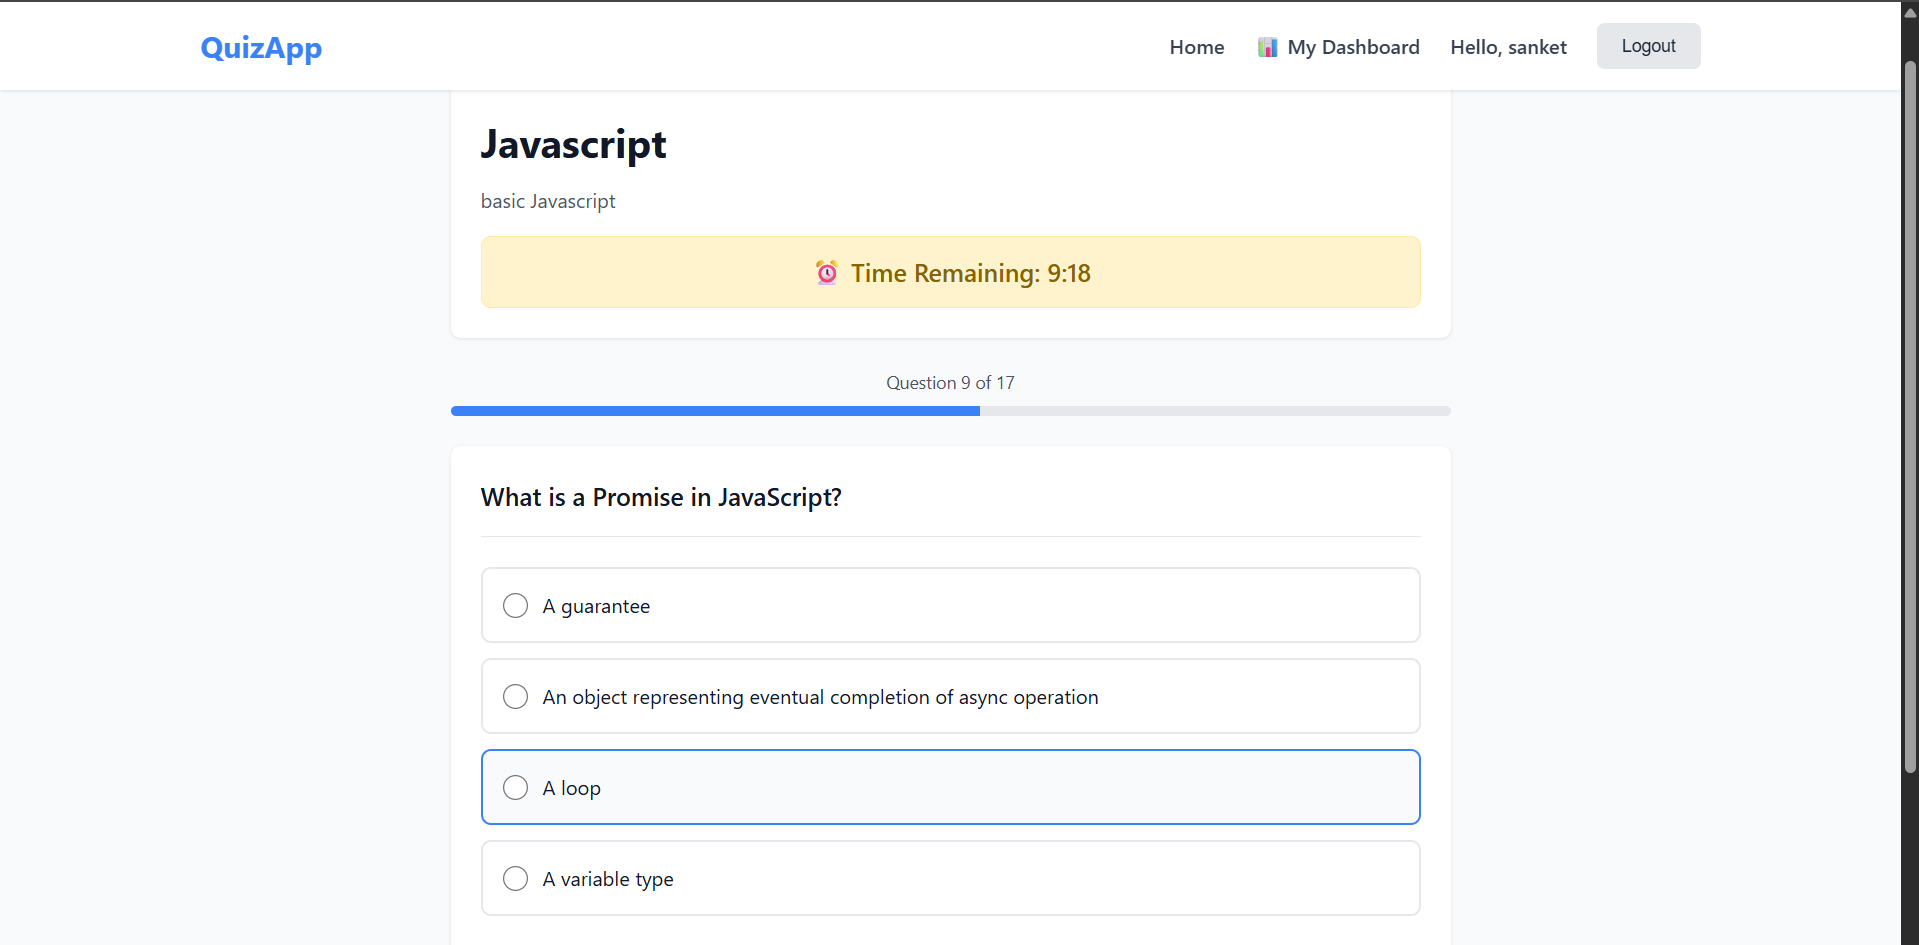 QuizApp
Home
My Dashboard
Hello, sanket
Logout
Javascript
basic Javascript
Time Remaining: 9:18
Question 9 of 17
What is a Promise in JavaScript?
A guarantee
An object representing eventual completion of async operation
A loop
A variable type